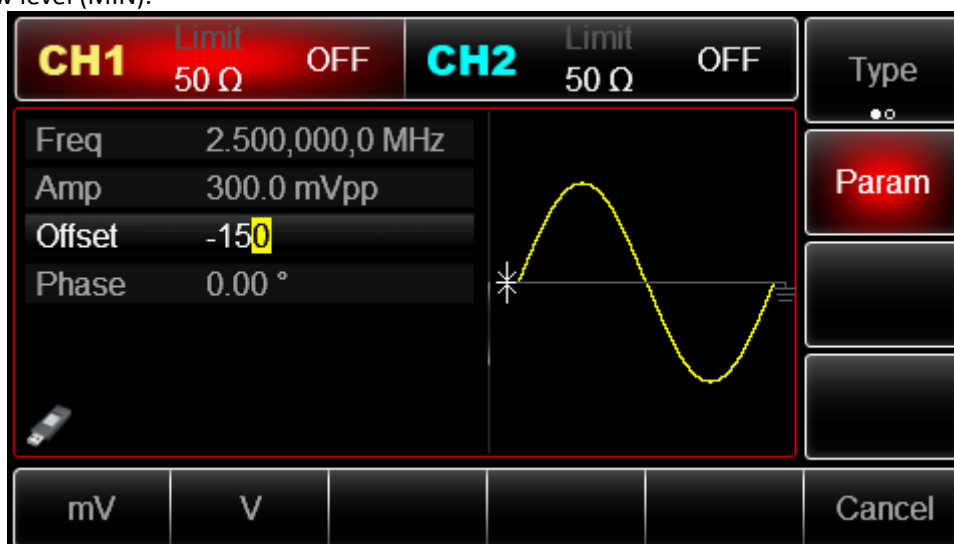 w level (MIN).
CH1 Limit 50 Ω OFF CH2 Limit 50 Ω OFF Type
Freq 2.500,000,0 MHz
Amp 300.0 mVpp Param
Offset -150
Phase 0.00 °
mV V Cancel